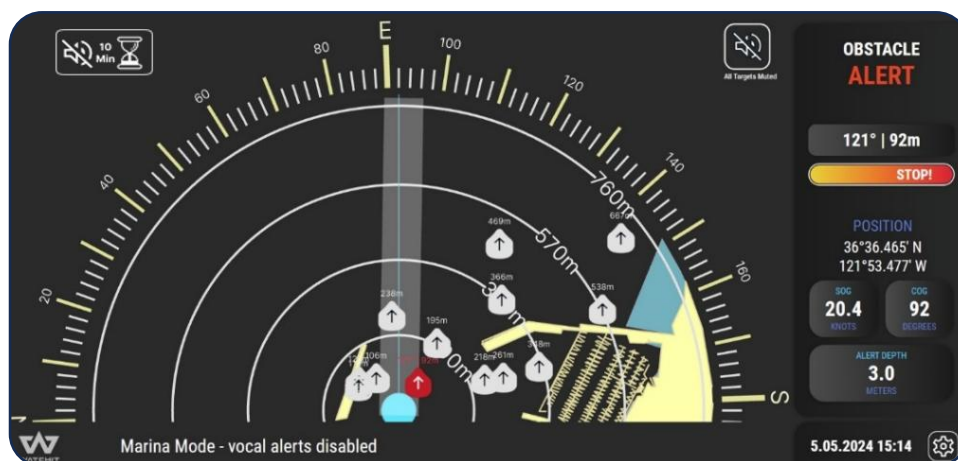 10
Min
All Targets Muted
E
20
40
60
80
100
120
140
160
S
760m
570m
469m
366m
538m
238m
195m
106m
92m
218m
261m
348m
OBSTACLE
ALERT
121° | 92m
STOP!
POSITION
36°36.465' N
121°53.477' W
SOG
20.4
KNOTS
COG
92
DEGREES
ALERT DEPTH
3.0
METERS
Marina Mode - vocal alerts disabled
5.05.2024 15:14